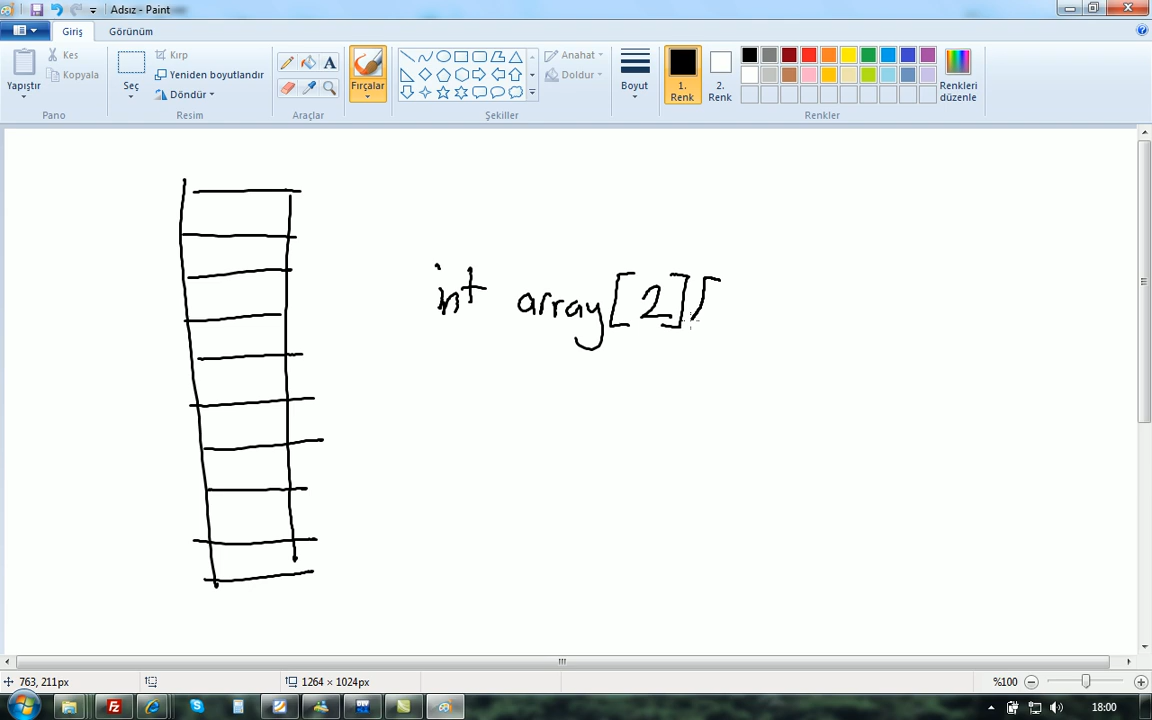 Adsız - Paint
Giriş Görünüm
Yapıştır
Kes
Kopyala
Pano
Seç
Kırp
Yeniden boyutlandır
Döndür
Resim
A
Araçlar
Fırçalar
Anahat
Doldur
Şekiller
Boyut
1. Renk
2. Renk
Renkleri düzenle
Renkler
int array[2][
763, 211px
1264 × 1024px
%100
18:00